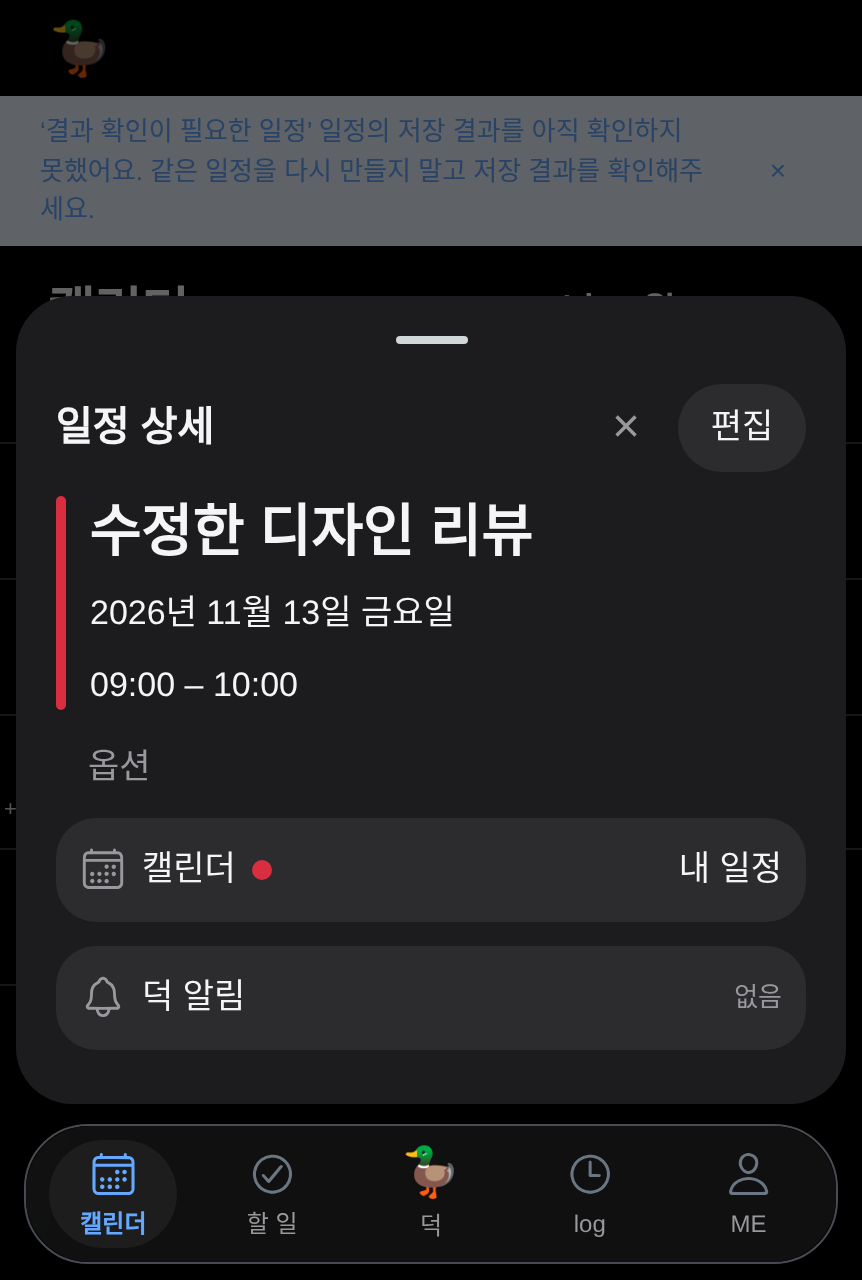 ‘결과 확인이 필요한 일정’ 일정의 저장 결과를 아직 확인하지
못했어요. 같은 일정을 다시 만들지 말고 저장 결과를 확인해주
세요.
×
일정 상세
×
편집
수정한 디자인 리뷰
2026년 11월 13일 금요일
09:00 – 10:00
옵션
+
캘린더
내 일정
덕 알림
없음
캘린더
할 일
덕
log
ME